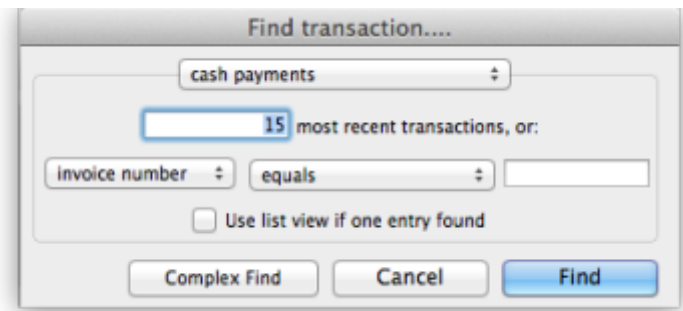 Find transaction....
cash payments
15 most recent transactions, or:
invoice number equals
Use list view if one entry found
Complex Find Cancel Find